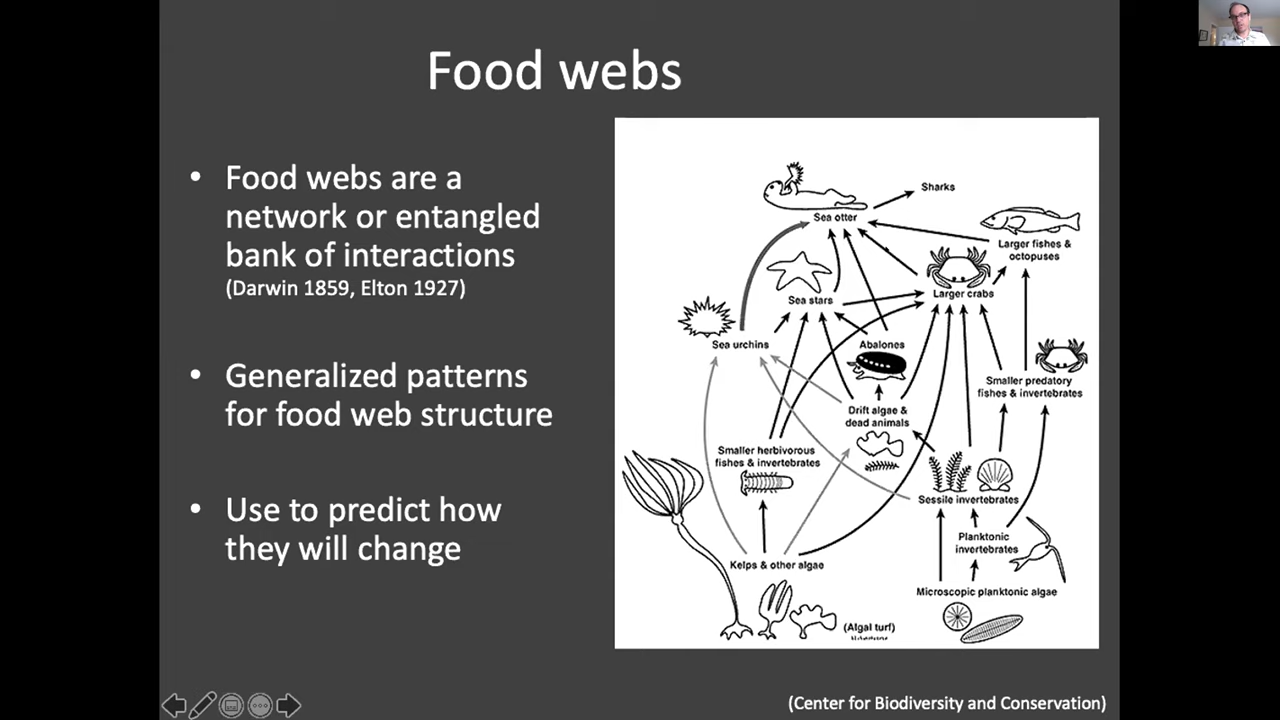 Food webs
• Food webs are a
network or entangled
bank of interactions
(Darwin 1859, Elton 1927)
• Generalized patterns
for food web structure
• Use to predict how
they will change
Sharks
Sea otter
Larger fishes &
octopuses
Larger crabs
Sea stars
Sea urchins
Abalones
Smaller predatory
fishes & invertebrates
Drift algae &
dead animals
Smaller herbivorous
fishes & invertebrates
Sessile invertebrates
Planktonic
invertebrates
Kelps & other algae
Microscopic planktonic algae
(Algal turf)
(Center for Biodiversity and Conservation)